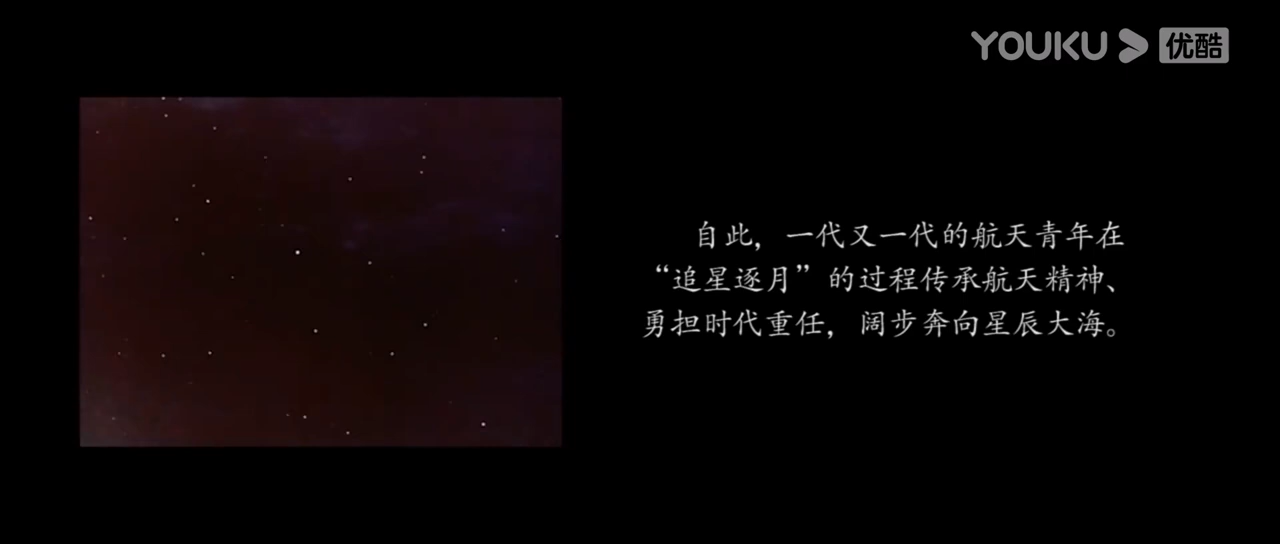 YOUKU 优酷
自此，一代又一代的航天青年在
“追星逐月”的过程传承航天精神、
勇担时代重任，阔步奔向星辰大海。